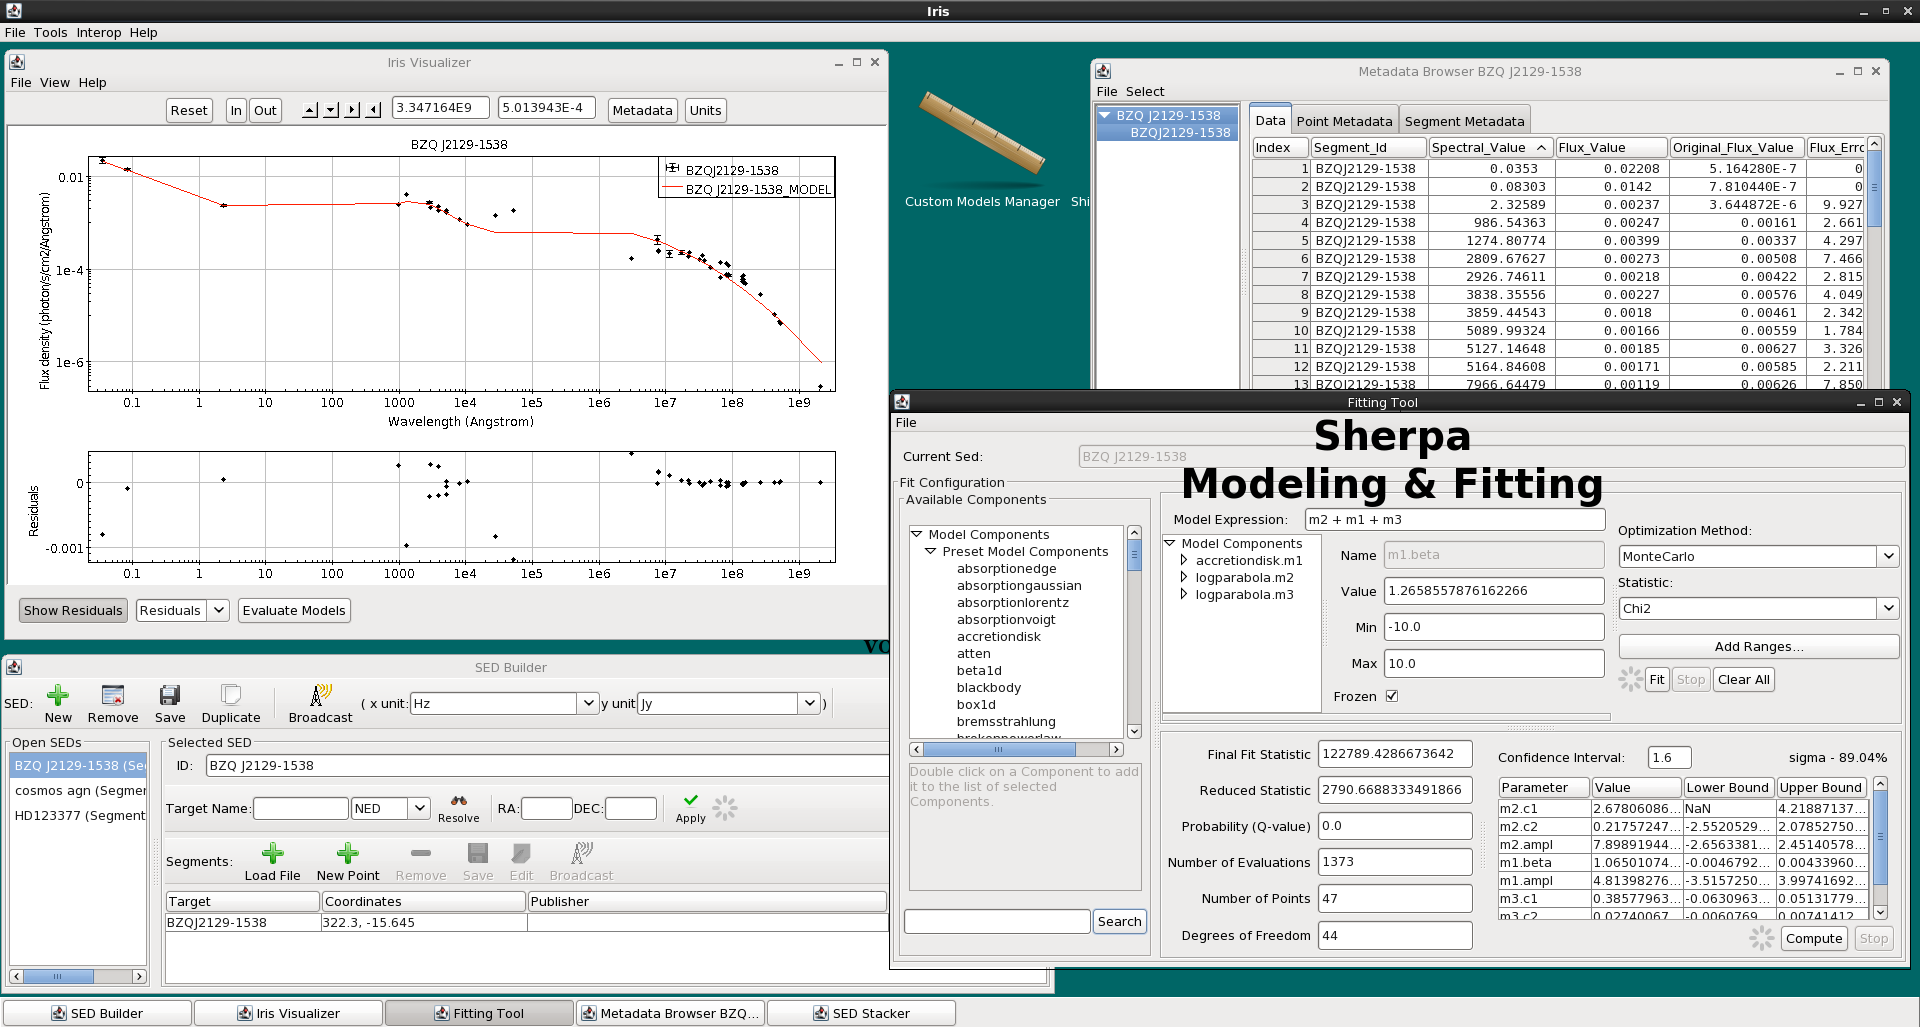 Iris
File Tools Interop Help
Iris Visualizer
File View Help
Reset In Out 3.347164E9 5.013943E-4 Metadata Units
BZQ J2129-1538
BZQJ2129-1538
BZQ J2129-1538_MODEL
Flux density (photon/s/cm2/Angstrom)
0.01
1e-4
1e-6
0.1 1 10 100 1000 1e4 1e5 1e6 1e7 1e8 1e9
Wavelength (Angstrom)
Residuals
0
-0.001
0.1 1 10 100 1000 1e4 1e5 1e6 1e7 1e8 1e9
Show Residuals Residuals Evaluate Models
Custom Models Manager Shi
Metadata Browser BZQ J2129-1538
File Select
BZQ J2129-1538
BZQJ2129-1538
Data Point Metadata Segment Metadata
Index Segment_Id Spectral_Value Flux_Value Original_Flux_Value Flux_Erro
1 BZQJ2129-1538 0.0353 0.02208 5.164280E-7 0
2 BZQJ2129-1538 0.08303 0.0142 7.810440E-7 0
3 BZQJ2129-1538 2.32589 0.00237 3.644872E-6 9.927
4 BZQJ2129-1538 986.54363 0.00247 0.00161 2.661
5 BZQJ2129-1538 1274.80774 0.00399 0.00337 4.297
6 BZQJ2129-1538 2809.67627 0.00273 0.00508 7.466
7 BZQJ2129-1538 2926.74611 0.00218 0.00422 2.815
8 BZQJ2129-1538 3838.35556 0.00227 0.00576 4.049
9 BZQJ2129-1538 3859.44543 0.0018 0.00461 2.342
10 BZQJ2129-1538 5089.99324 0.00166 0.00559 1.784
11 BZQJ2129-1538 5127.14648 0.00185 0.00627 3.326
12 BZQJ2129-1538 5164.84608 0.00171 0.00585 2.211
13 BZQJ2129-1538 7966.64479 0.00119 0.00626 7.850
Fitting Tool
File
Sherpa
Modeling & Fitting
Current Sed: BZQ J2129-1538
Fit Configuration
Available Components
Model Components
Preset Model Components
absorptionedge
absorptiongaussian
absorptionlorentz
absorptionvoigt
accretiondisk
atten
beta1d
blackbody
box1d
bremsstrahlung
brokenpowerlaw
Double click on a Component to add
it to the list of selected
Components.
Search
Model Expression: m2 + m1 + m3
Model Components
accretiondisk.m1
logparabola.m2
logparabola.m3
Name m1.beta
Value 1.2658557876162266
Min -10.0
Max 10.0
Frozen
Optimization Method:
MonteCarlo
Statistic:
Chi2
Add Ranges...
Fit Stop Clear All
Final Fit Statistic 122789.4286673642
Reduced Statistic 2790.6688333491866
Probability (Q-value) 0.0
Number of Evaluations 1373
Number of Points 47
Degrees of Freedom 44
Confidence Interval: 1.6 sigma - 89.04%
Parameter Value Lower Bound Upper Bound
m2.c1 2.67806086... NaN 4.21887137...
m2.c2 0.21757247... -2.5520529... 2.07852750...
m2.ampl 7.89891944... -2.6563381... 2.45140578...
m1.beta 1.06501074... -0.0046792... 0.00433960...
m1.ampl 4.81398276... -3.5157250... 3.99741692...
m3.c1 0.38577963... -0.0630963... 0.05131779...
m3.c2 0.02740067 -0.0060769 0.00741412
Compute Stop
vo
SED Builder
SED: New Remove Save Duplicate Broadcast ( x unit: Hz y unit Jy )
Open SEDs
BZQ J2129-1538 (Se
cosmos agn (Segmer
HD123377 (Segment
Selected SED
ID: BZQ J2129-1538
Target Name: NED Resolve RA: DEC: Apply
Segments: Load File New Point Remove Save Edit Broadcast
Target Coordinates Publisher
BZQJ2129-1538 322.3, -15.645
SED Builder Iris Visualizer Fitting Tool Metadata Browser BZQ... SED Stacker